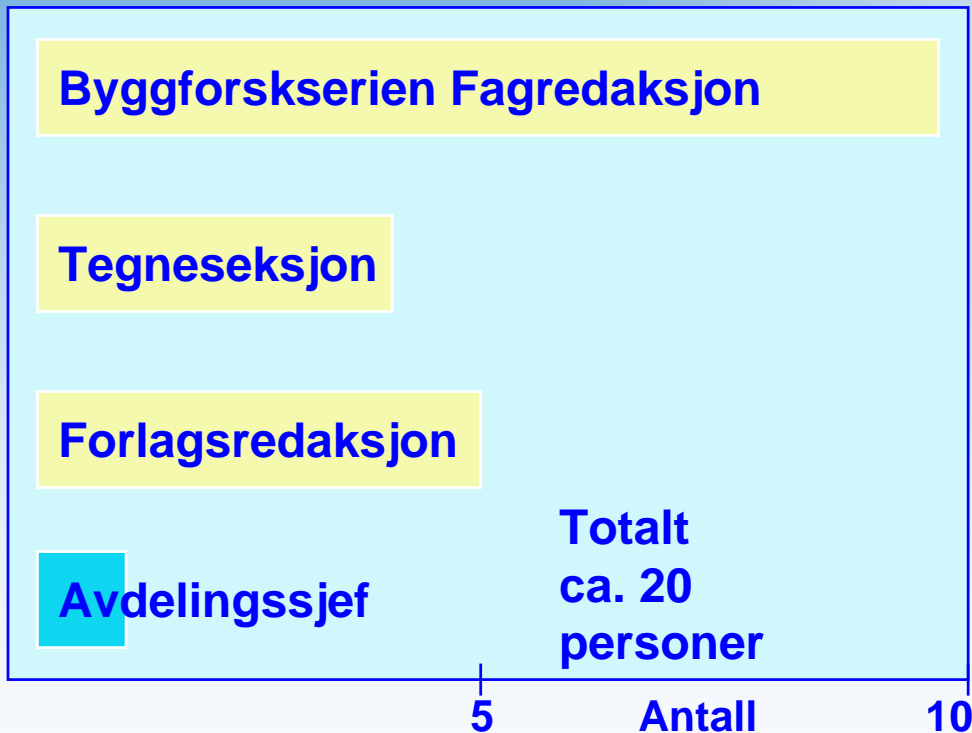 Byggforskserien Fagredaksjon
Tegneseksjon
Forlagsredaksjon
Avdelingssjef
Totalt
ca. 20
personer
5 Antall 10